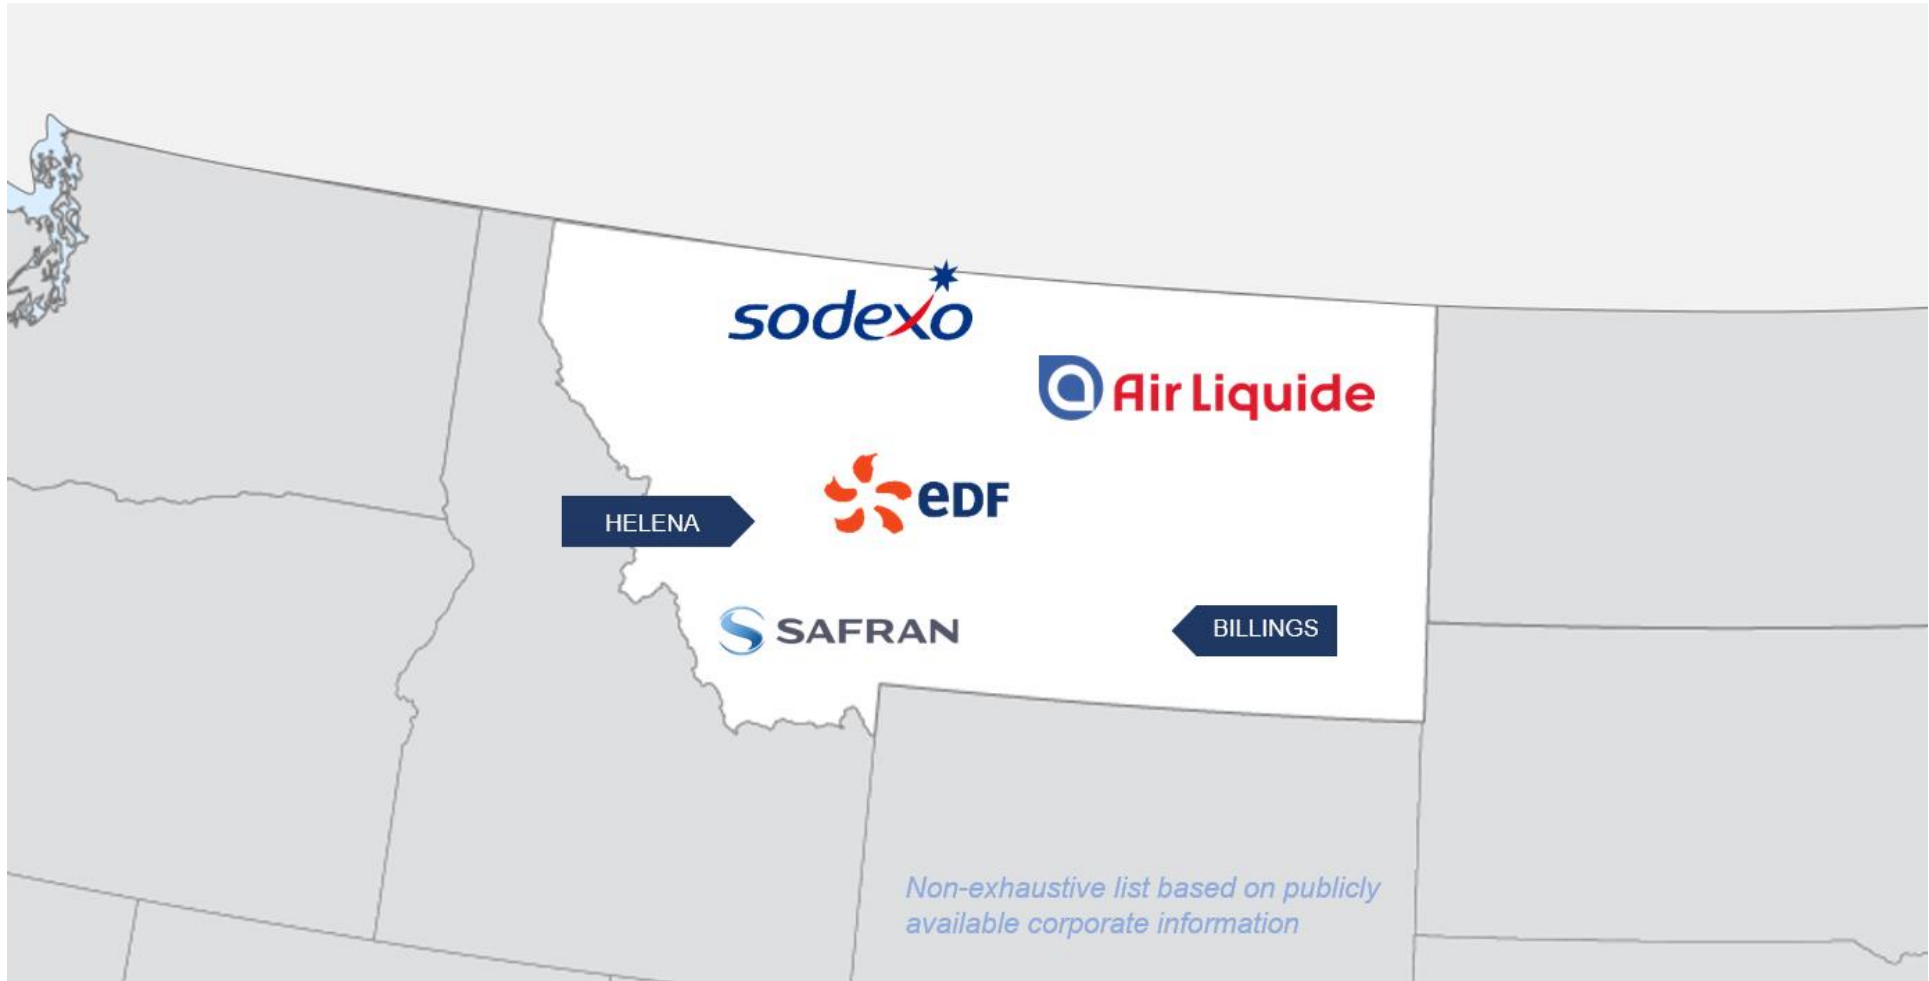 sodexo
Air Liquide
eDF
HELENA
SAFRAN
BILLINGS
Non-exhaustive list based on publicly
available corporate information